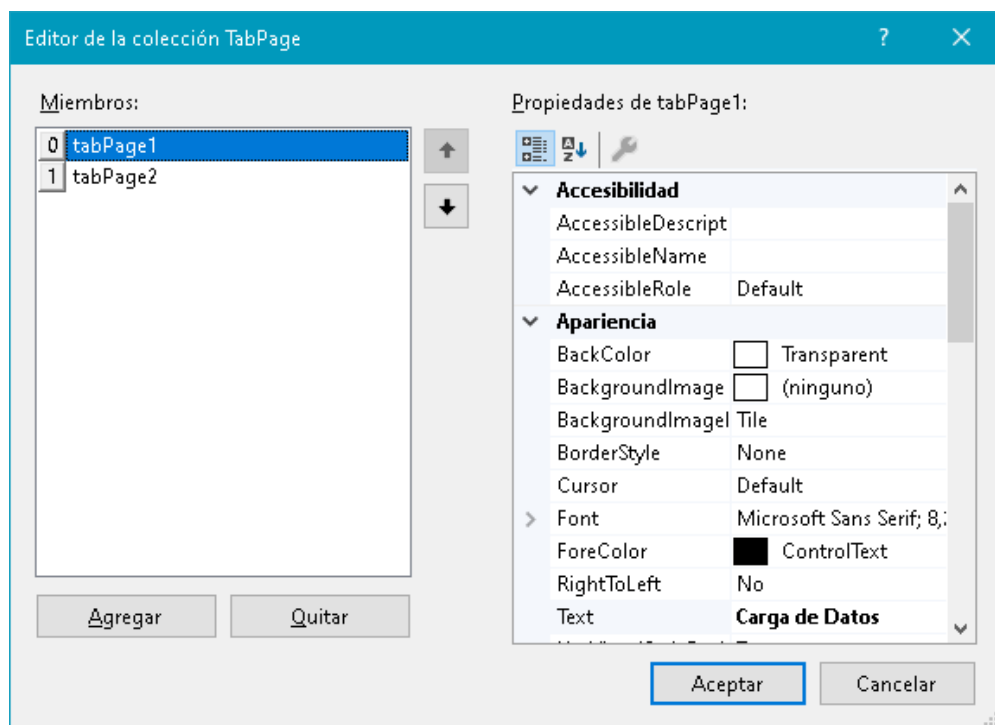 Editor de la colección TabPage
?
Miembros:
0 tabPage1
1 tabPage2
Agregar
Quitar
Propiedades de tabPage1:
Accesibilidad
AccessibleDescript
AccessibleName
AccessibleRole Default
Apariencia
BackColor Transparent
BackgroundImage (ninguno)
BackgroundImagel Tile
BorderStyle None
Cursor Default
Font Microsoft Sans Serif; 8,
ForeColor ControlText
RightToLeft No
Text Carga de Datos
Aceptar
Cancelar